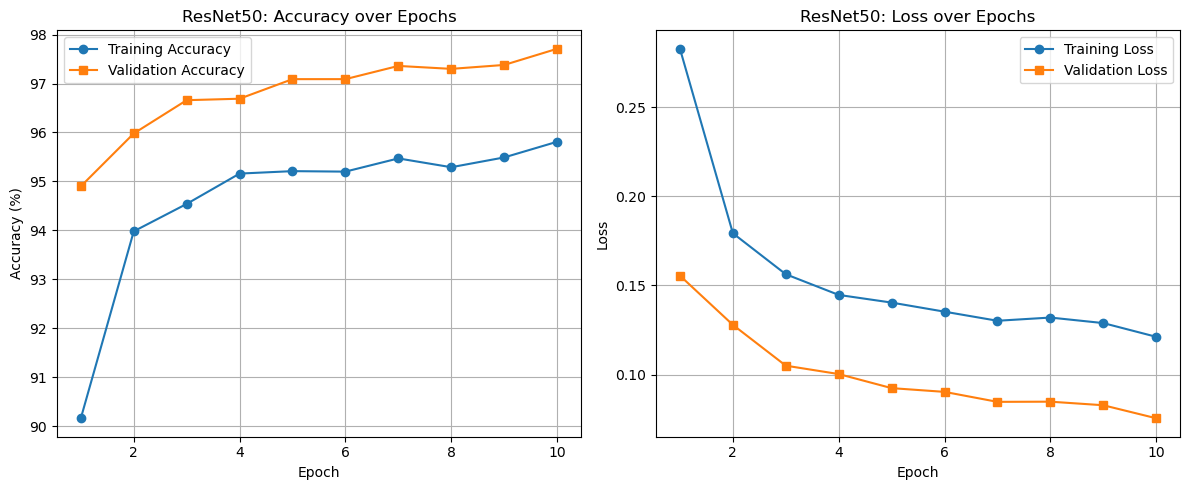 ResNet50: Accuracy over Epochs
Training Accuracy
Validation Accuracy
98
97
96
95
94
93
92
91
90
Accuracy (%)
2
4
6
8
10
Epoch
ResNet50: Loss over Epochs
Training Loss
Validation Loss
0.25
0.20
0.15
0.10
Loss
2
4
6
8
10
Epoch